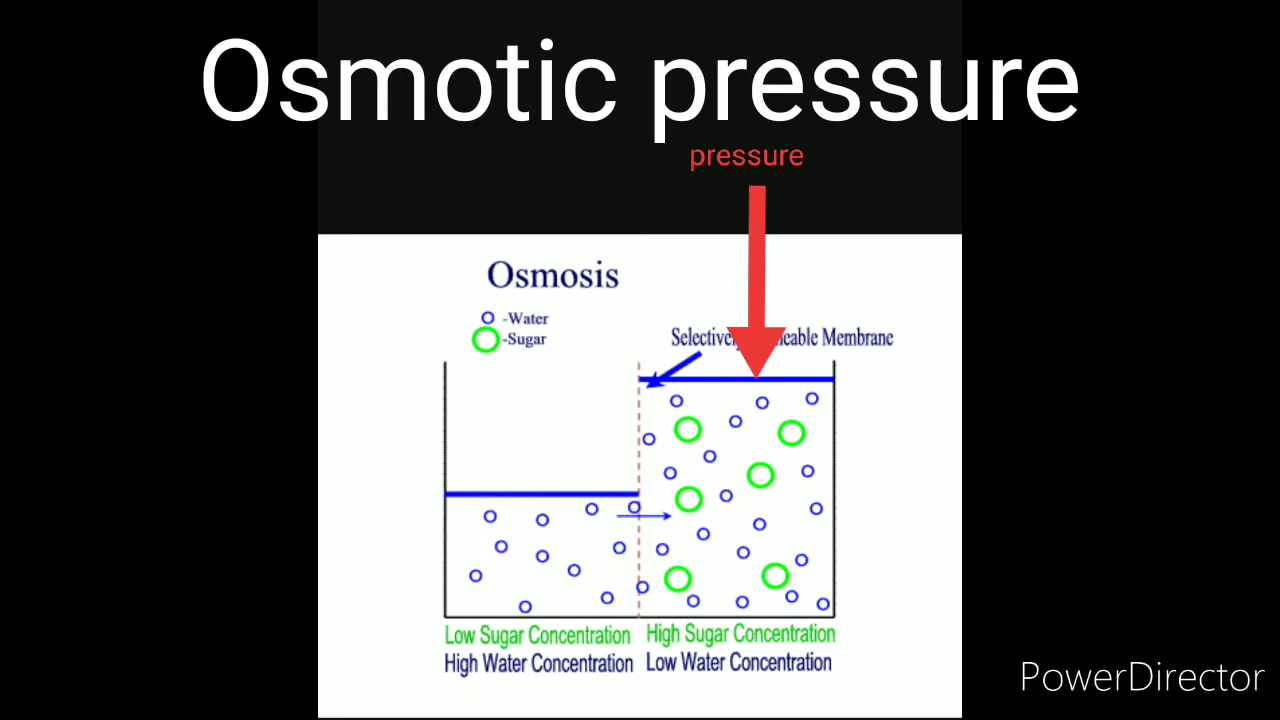 Osmotic pressure
pressure
Osmosis
-Water
-Sugar
Membrane
Low Sugar Concentration
High Sugar Concentration
High Water Concentration
Low Water Concentration
PowerDirector